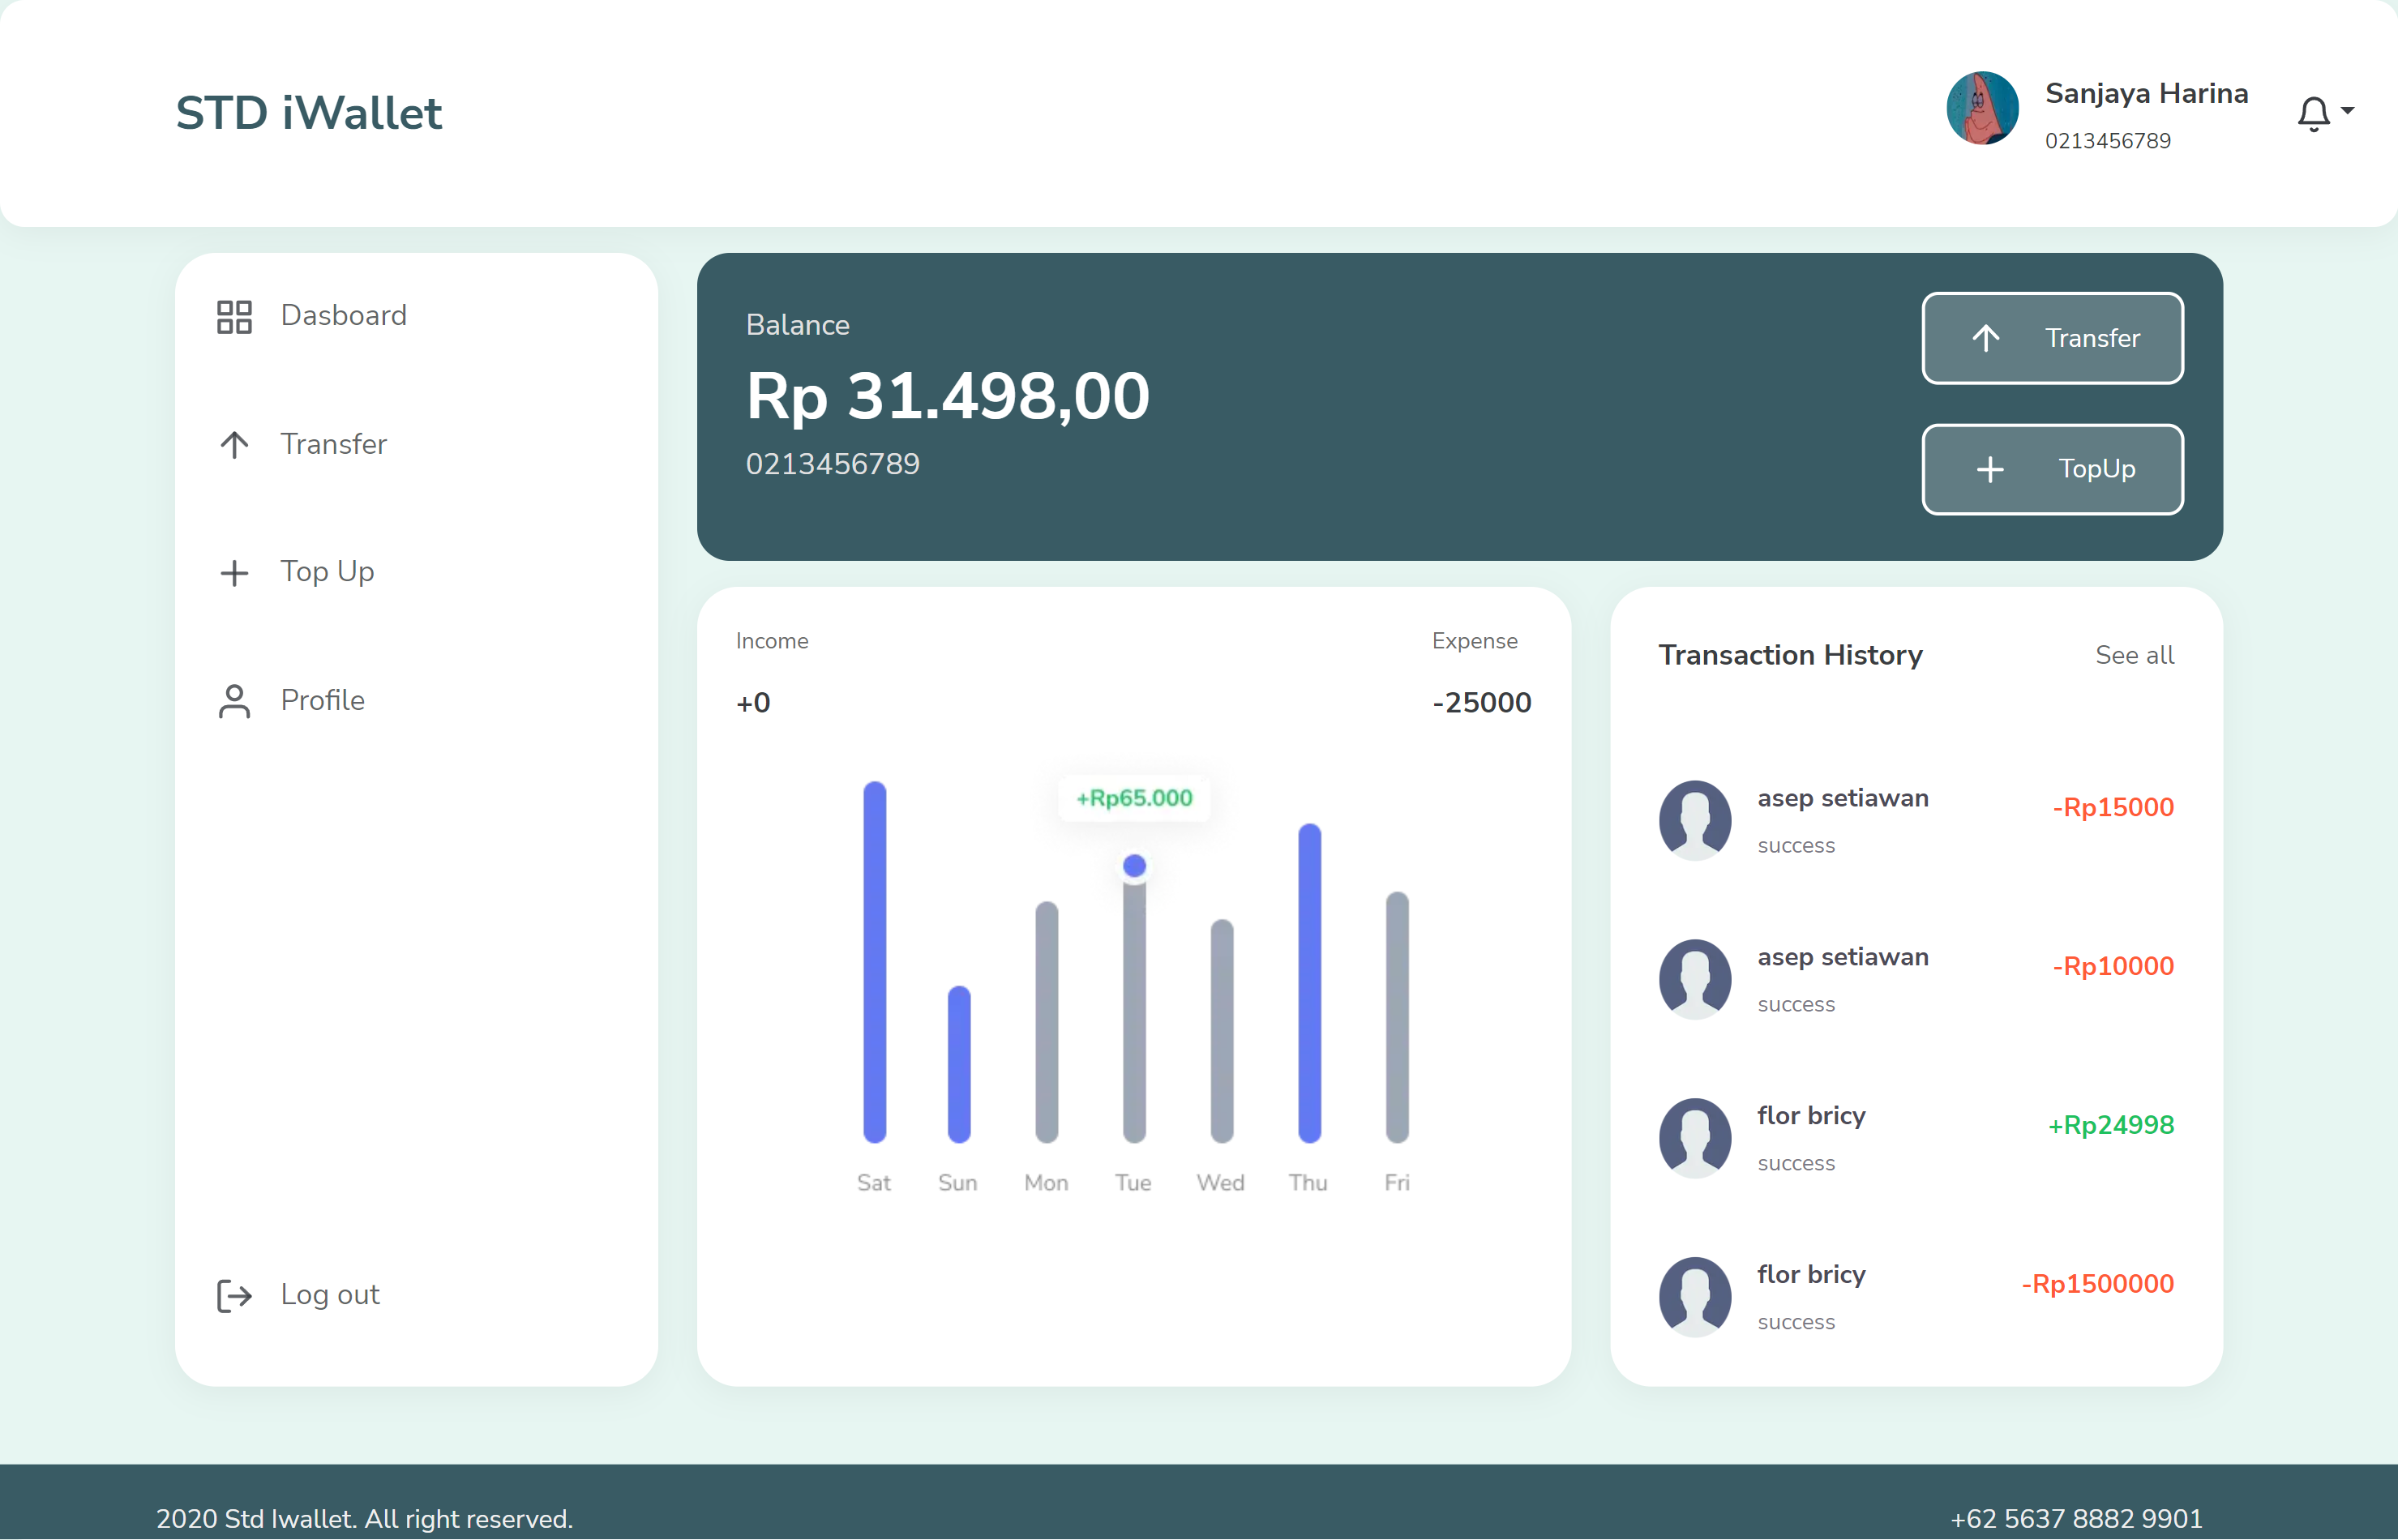 STD iWallet
Sanjaya Harina
0213456789
Dasboard
Transfer
Top Up
Profile
Log out
Balance
Rp 31.498,00
0213456789
Transfer
TopUp
Income
Expense
+0
-25000
+Rp65.000
Sat Sun Mon Tue Wed Thu Fri
Transaction History
See all
asep setiawan
-Rp15000
success
asep setiawan
-Rp10000
success
flor bricy
+Rp24998
success
flor bricy
-Rp1500000
success
2020 Std Iwallet. All right reserved.
+62 5637 8882 9901